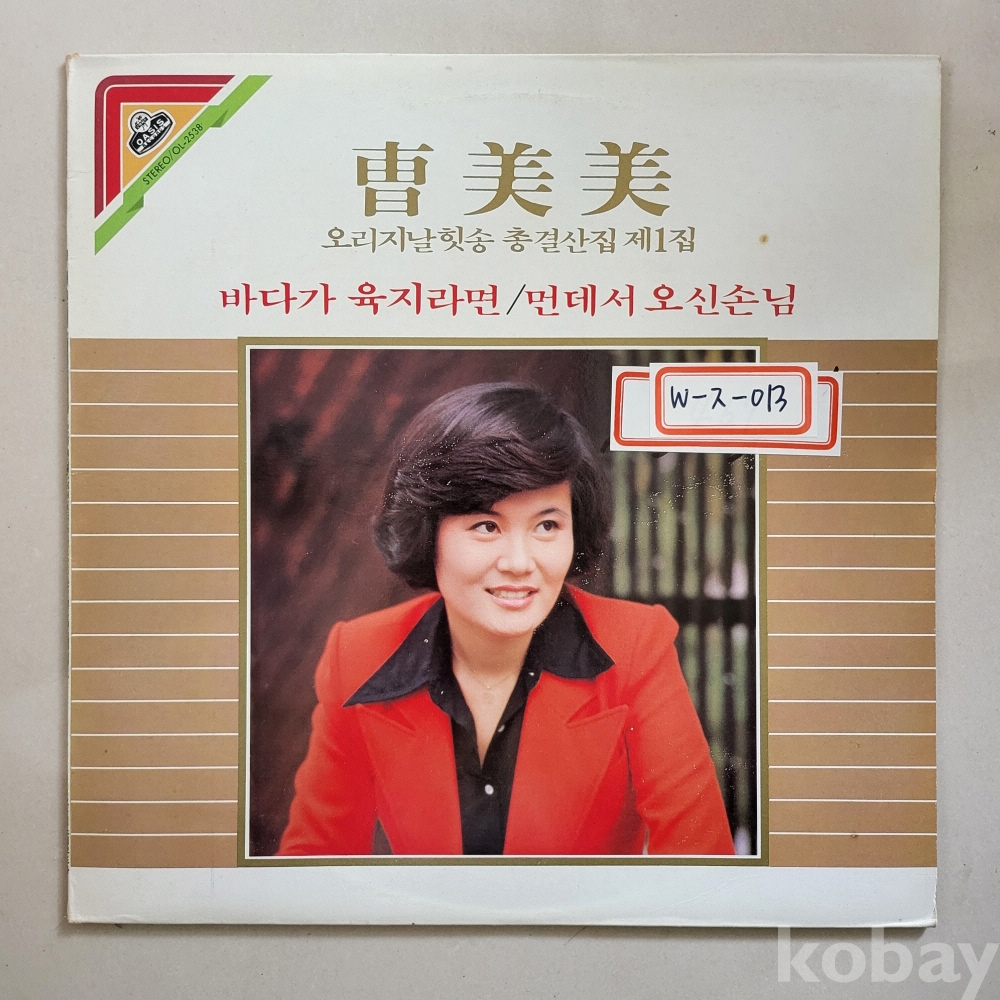 OASIS
STEREO/OL-2538
曺美美
오리지날힛송 총결산집 제1집
바다가 육지라면/먼데서 오신손님
W-ㅈ-013
kobay